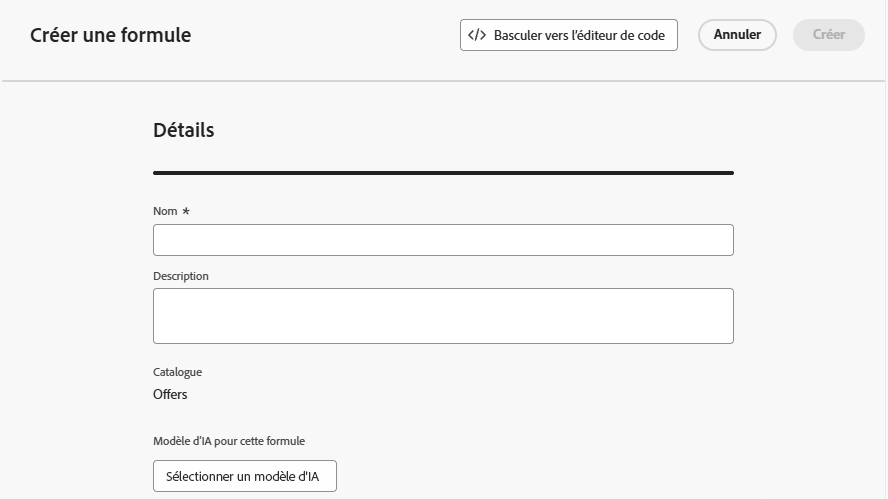 Créer une formule
</> Basculer vers l'éditeur de code
Annuler
Créer
Détails
Nom *
Description
Catalogue
Offers
Modèle d'IA pour cette formule
Sélectionner un modèle d'IA